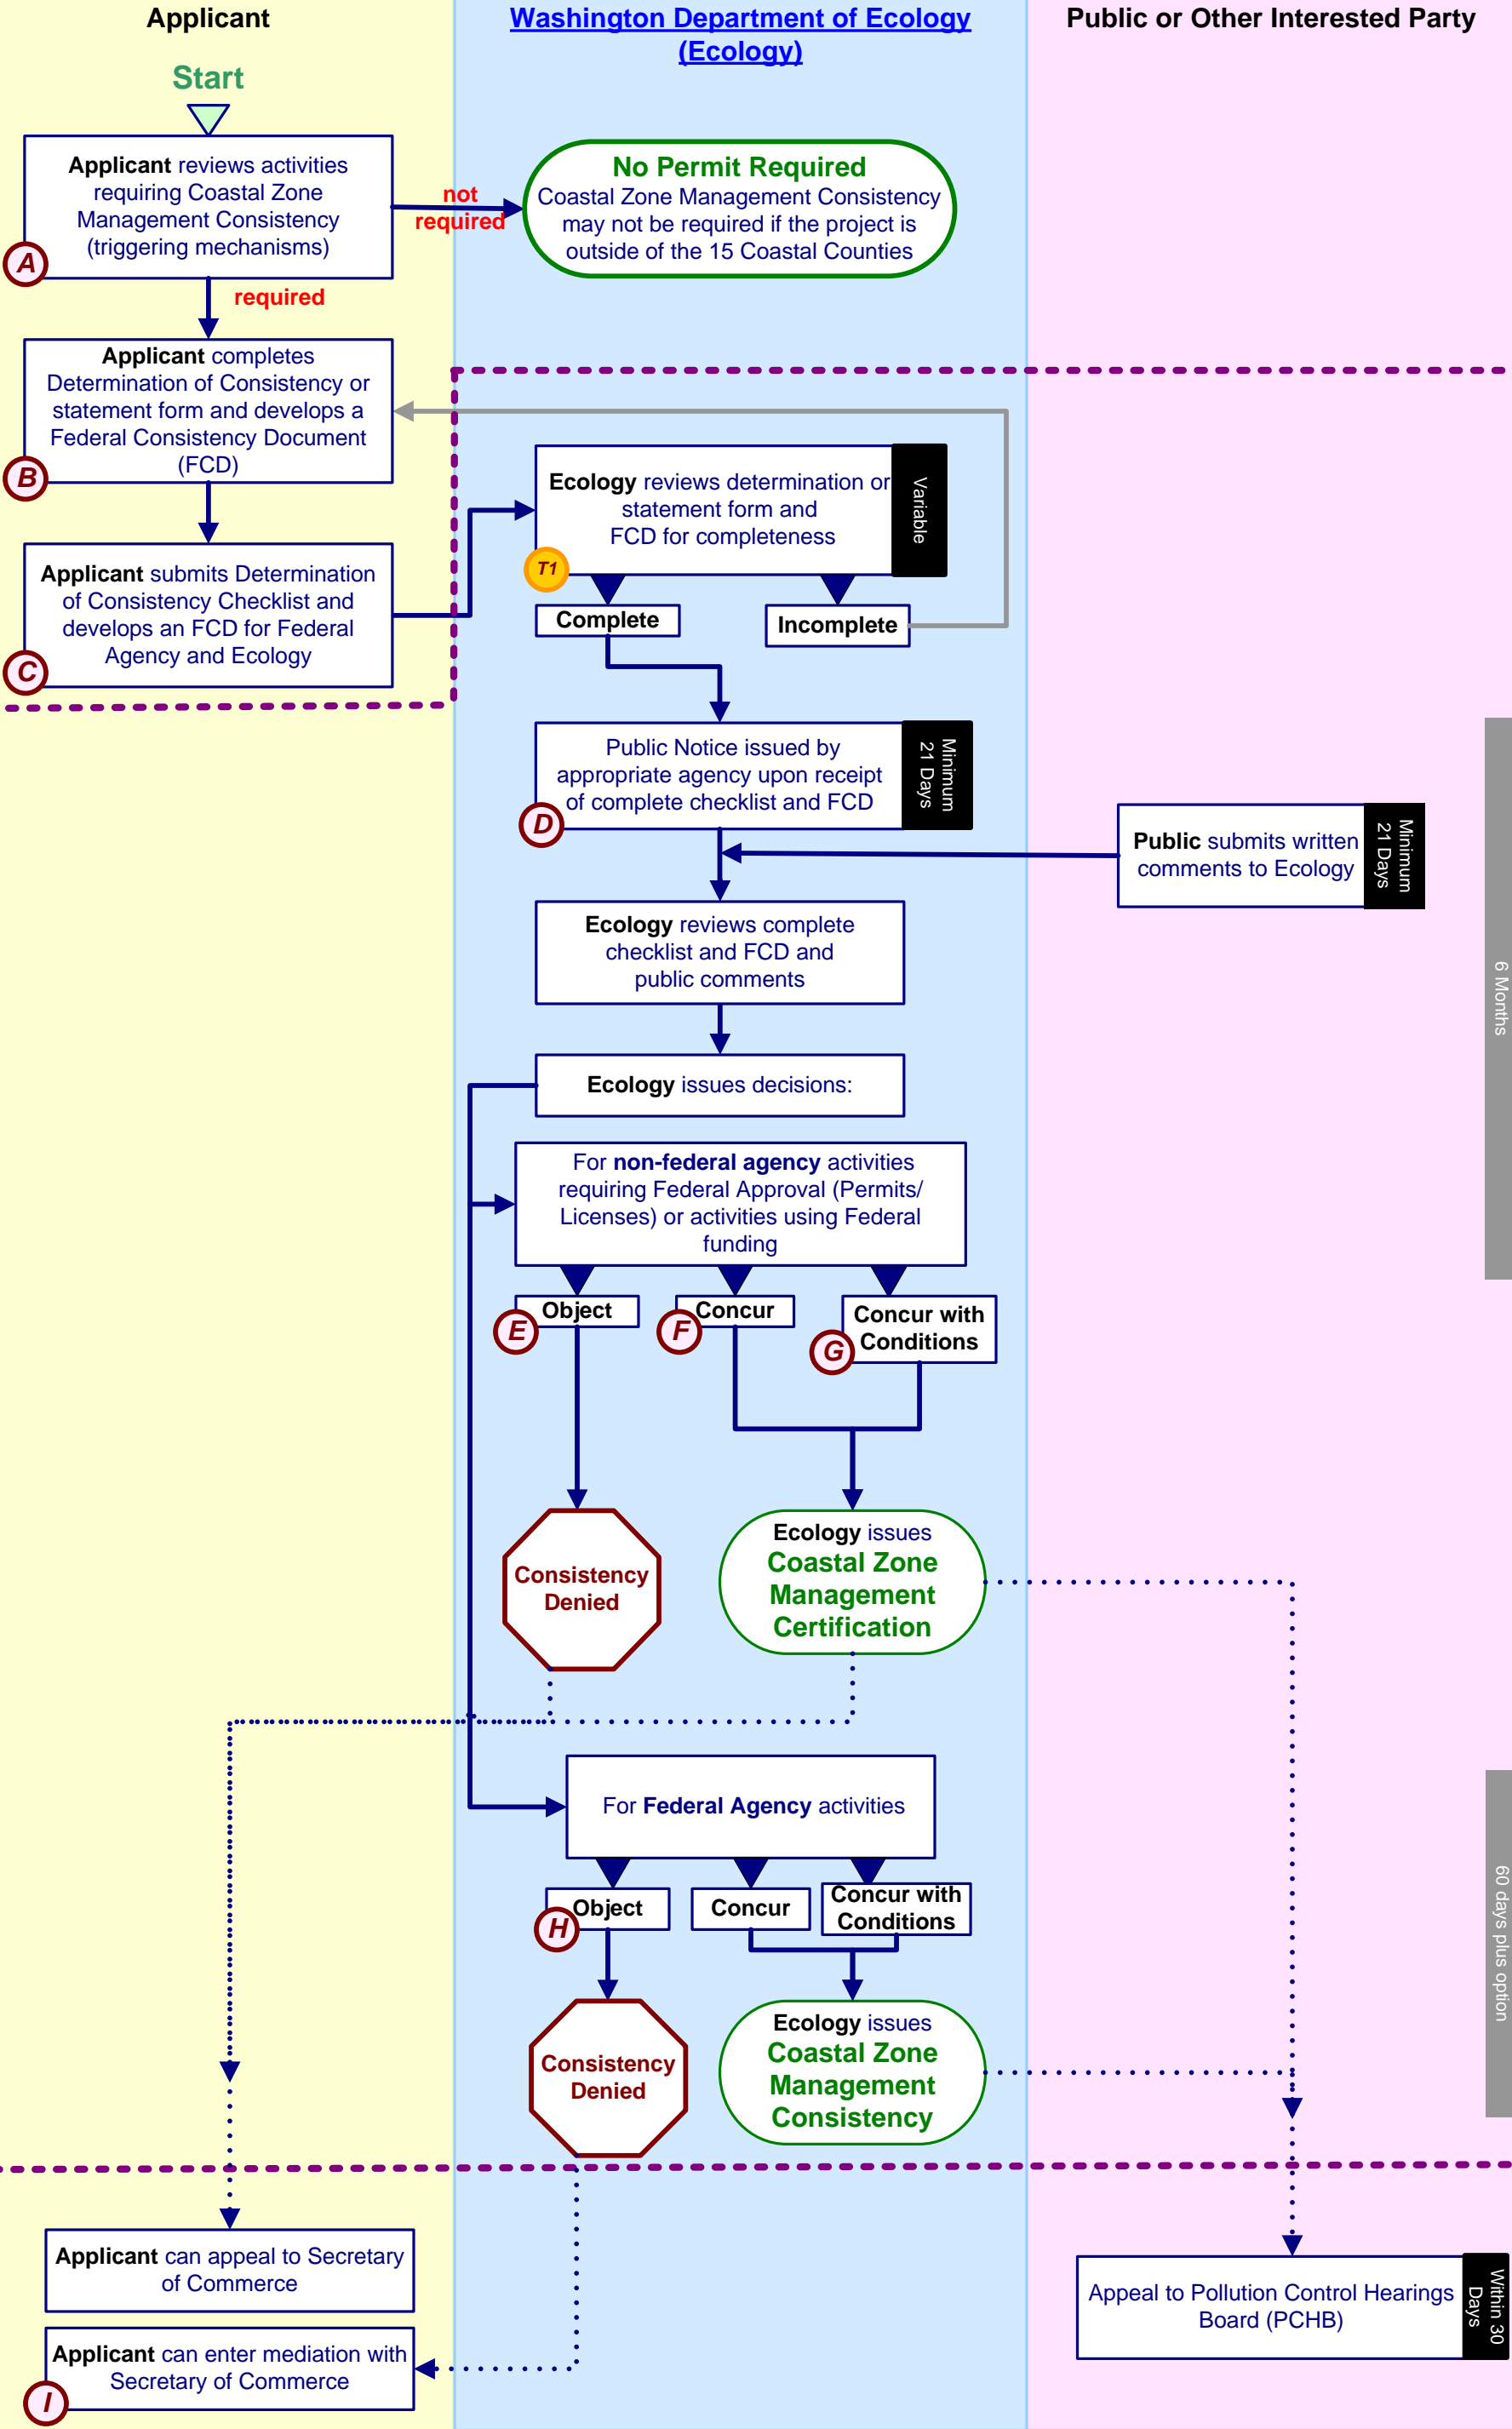 Applicant
Washington Department of Ecology
(Ecology)
Public or Other Interested Party
Start
Applicant reviews activities
requiring Coastal Zone
Management Consistency
(triggering mechanisms)
A
not
required
No Permit Required
Coastal Zone Management Consistency
may not be required if the project is
outside of the 15 Coastal Counties
required
Applicant completes
Determination of Consistency or
statement form and develops a
Federal Consistency Document
(FCD)
B
Ecology reviews determination or
statement form and
FCD for completeness
Variable
T1
Complete
Incomplete
Applicant submits Determination
of Consistency Checklist and
develops an FCD for Federal
Agency and Ecology
C
Public Notice issued by
appropriate agency upon receipt
of complete checklist and FCD
Minimum
21 Days
D
Public submits written
comments to Ecology
Minimum
21 Days
Ecology reviews complete
checklist and FCD and
public comments
6 Months
Ecology issues decisions:
For non-federal agency activities
requiring Federal Approval (Permits/
Licenses) or activities using Federal
funding
Object
E
Concur
F
Concur with
Conditions
G
Consistency
Denied
Ecology issues
Coastal Zone
Management
Certification
For Federal Agency activities
60 days plus option
Object
H
Concur
Concur with
Conditions
Consistency
Denied
Ecology issues
Coastal Zone
Management
Consistency
Applicant can appeal to Secretary
of Commerce
Appeal to Pollution Control Hearings
Board (PCHB)
Within 30
Days
Applicant can enter mediation with
Secretary of Commerce
I